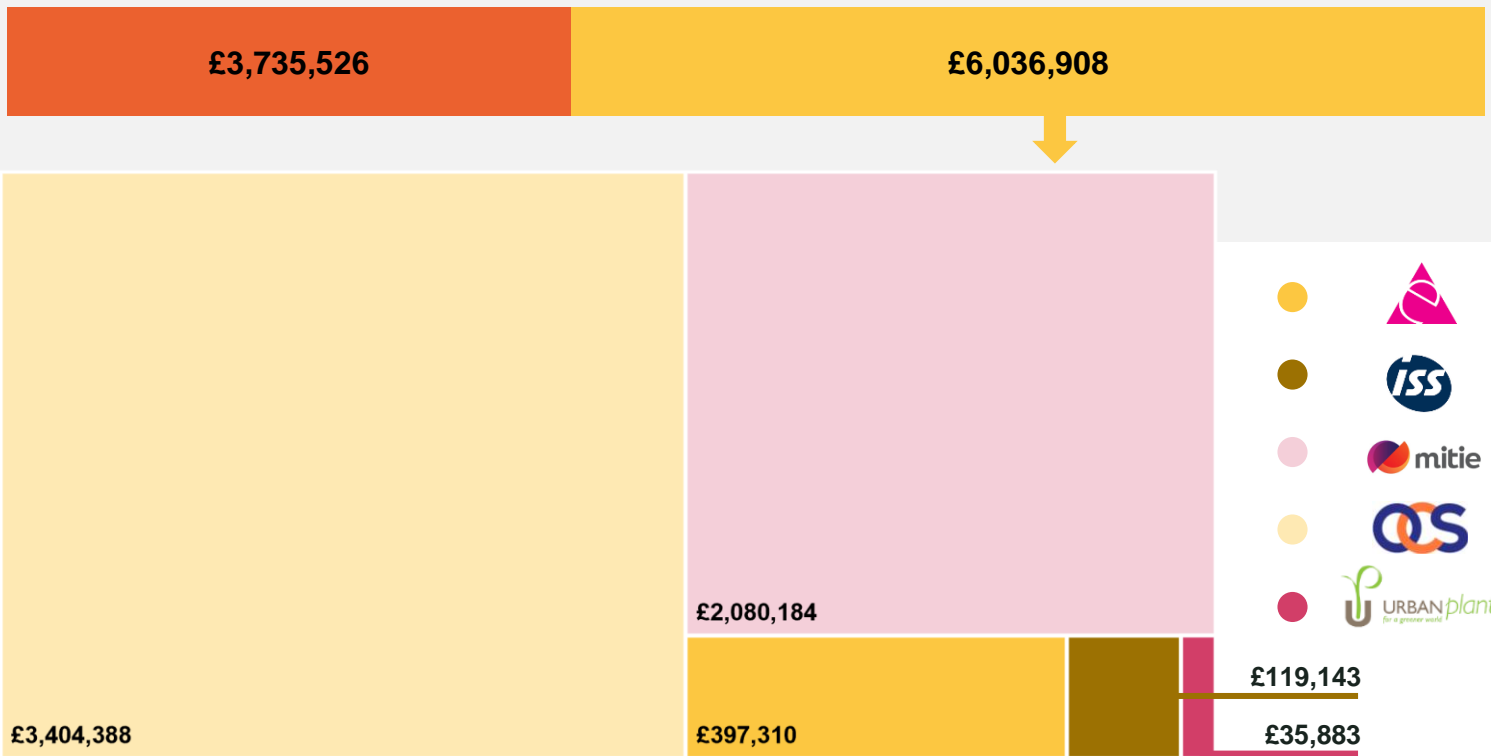 £3,735,526
£6,036,908
iss
mitie
OCS
URBAN plant
for a greener world
£2,080,184
£119,143
£3,404,388
£397,310
£35,883